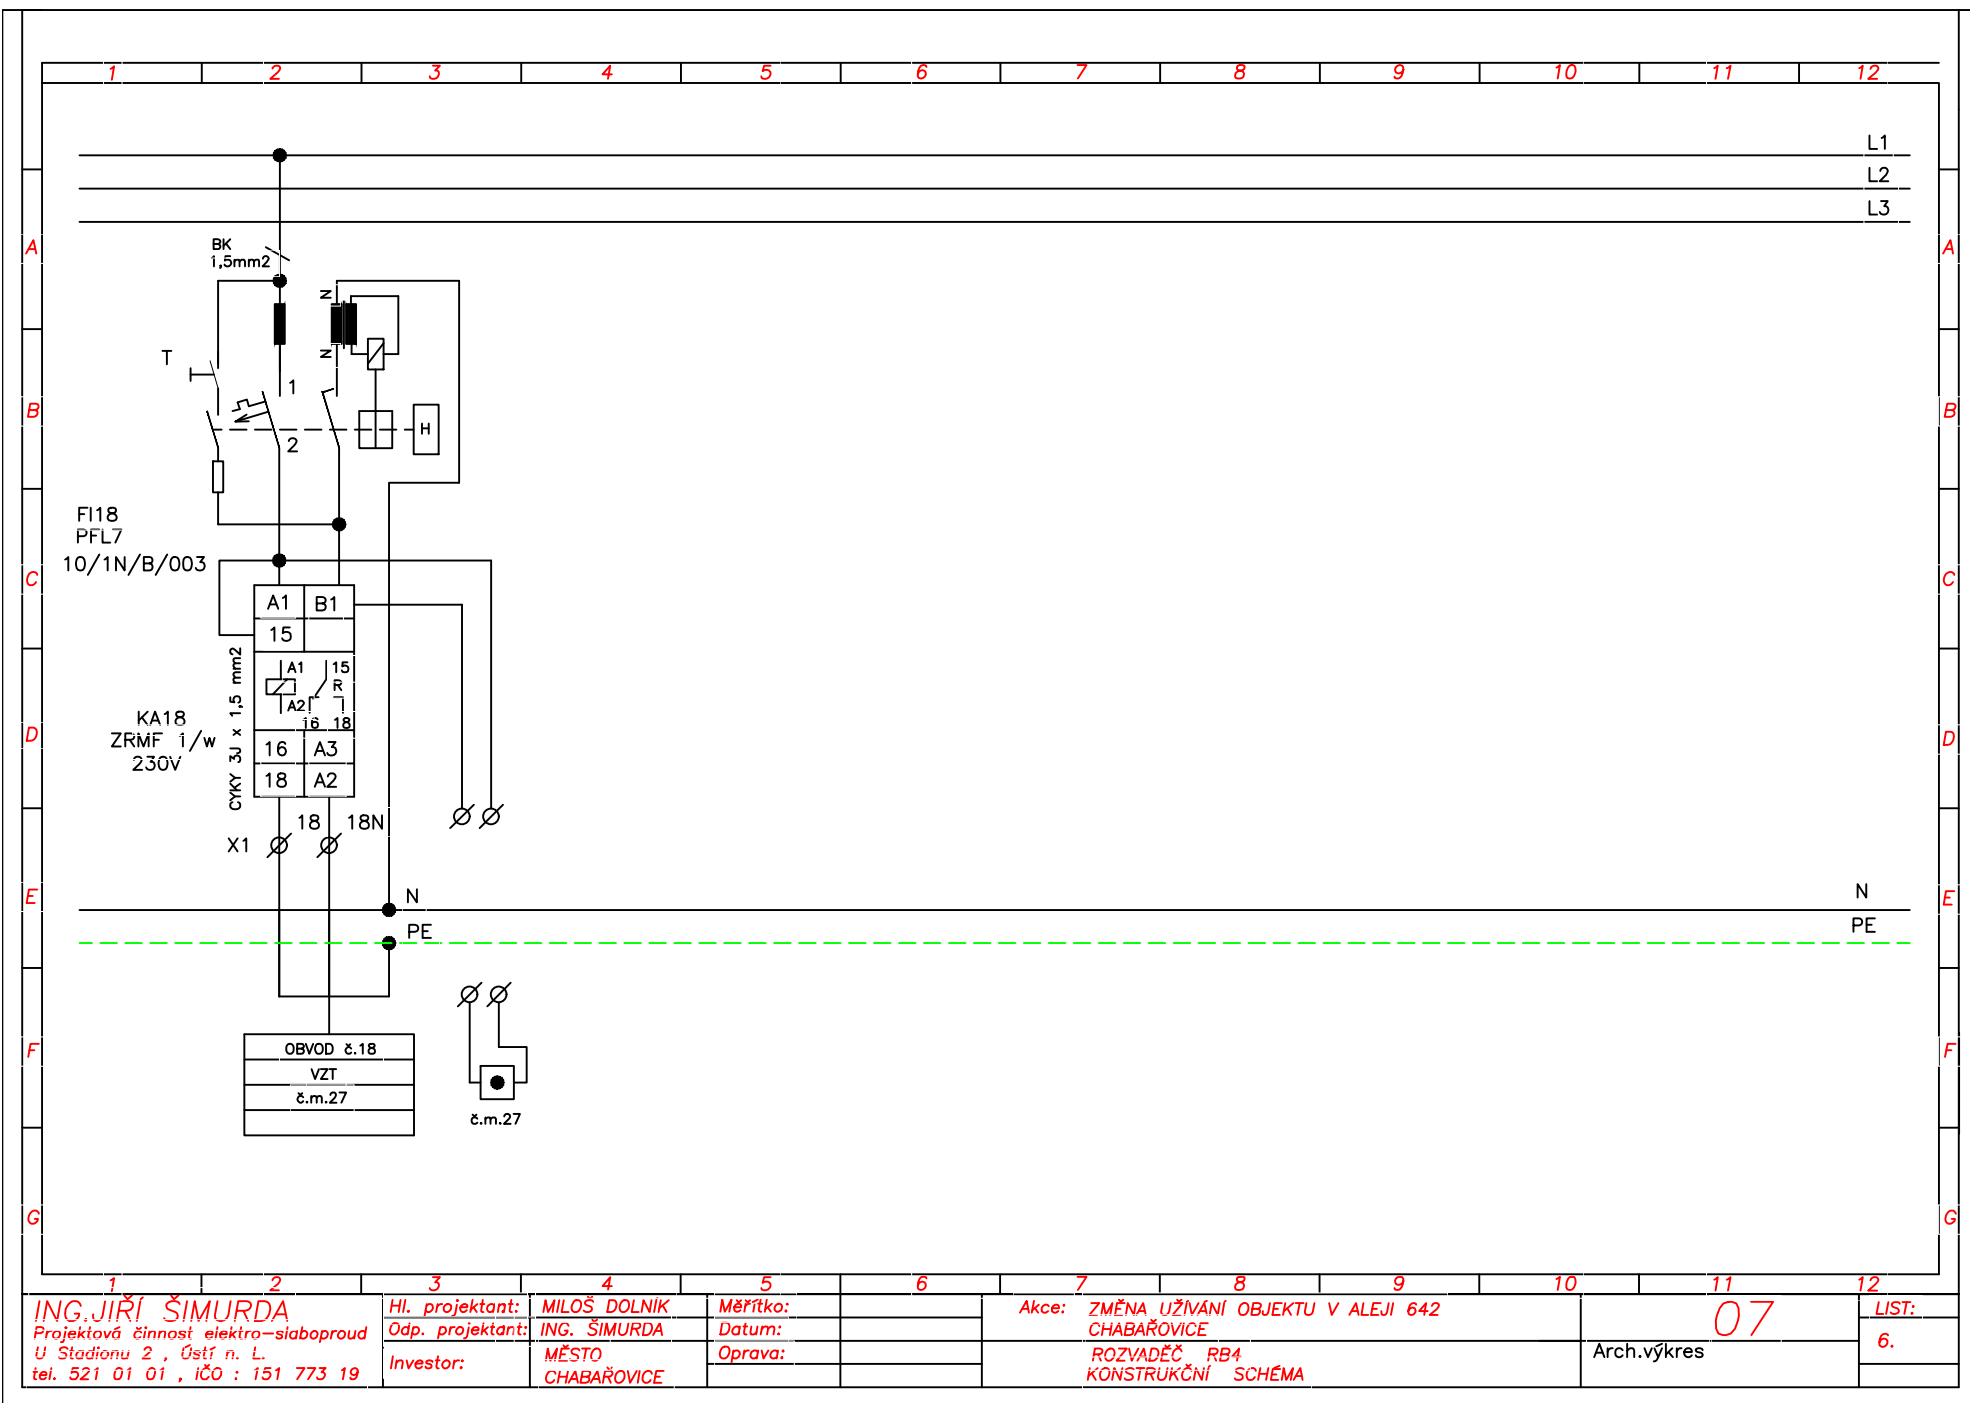 1 2 3 4 5 6 7 8 9 10 11 12
L1
L2
L3
A A
BK
1,5mm2
N
N
T
1
B B
H
2
FI18
PFL7
10/1N/B/003
C C
A1 B1
15
CYKY 3J x 1,5 mm2
A1 15
R
A2
16 18
KA18
ZRMF 1/w
230V
D D
16 A3
18 A2
18 18N
X1
E E
N N
PE PE
F F
OBVOD č.18
VZT
č.m.27
č.m.27
G G
1 2 3 4 5 6 7 8 9 10 11 12
ING.JIŘÍ ŠIMURDA
Projektová činnost elektro-slaboproud
U Stadionu 2 , Ústí n. L.
tel. 521 01 01 , IČO : 151 773 19
Hl. projektant: MILOŠ DOLNÍK
Odp. projektant: ING. ŠIMURDA
Investor: MĚSTO
CHABAŘOVICE
Měřítko:
Datum:
Oprava:
Akce: ZMĚNA UŽÍVÁNÍ OBJEKTU V ALEJI 642
CHABAŘOVICE
ROZVADĚČ RB4
KONSTRUKČNÍ SCHÉMA
07
Arch.výkres
LIST:
6.